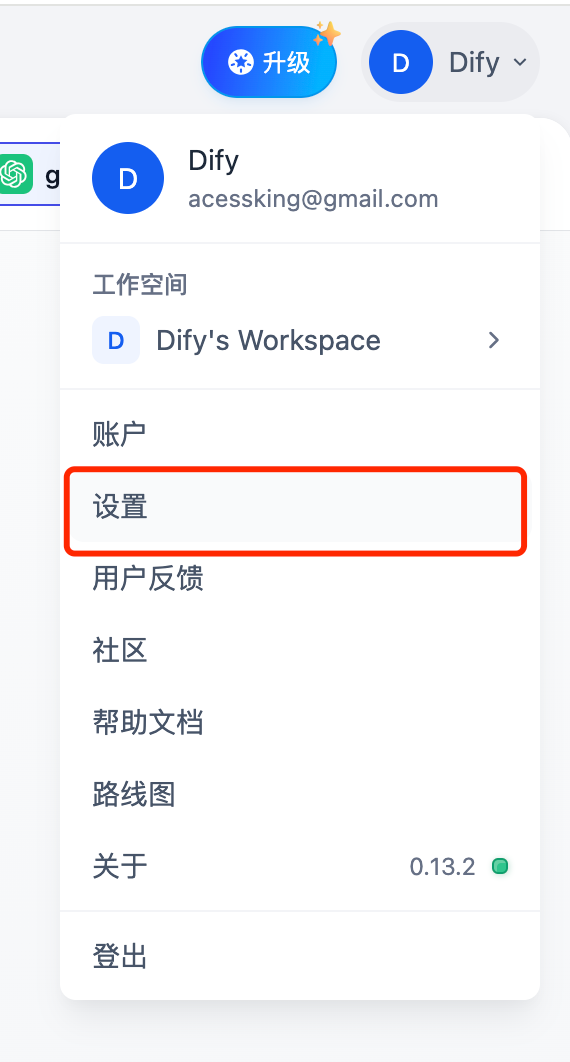 升级
D
Dify
g
D
Dify
acessking@gmail.com
工作空间
D
Dify's Workspace
账户
设置
用户反馈
社区
帮助文档
路线图
关于
0.13.2
登出